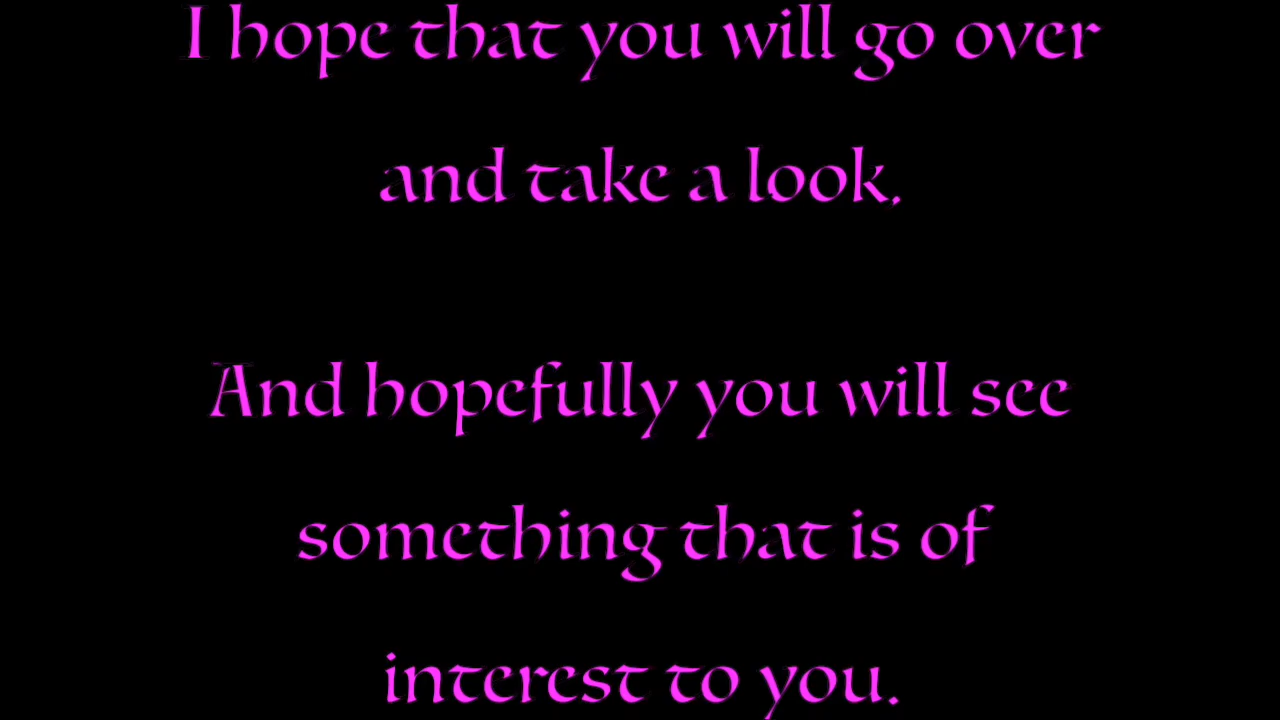 I hope that you will go over
and take a look.
And hopefully you will see
something that is of
interest to you.